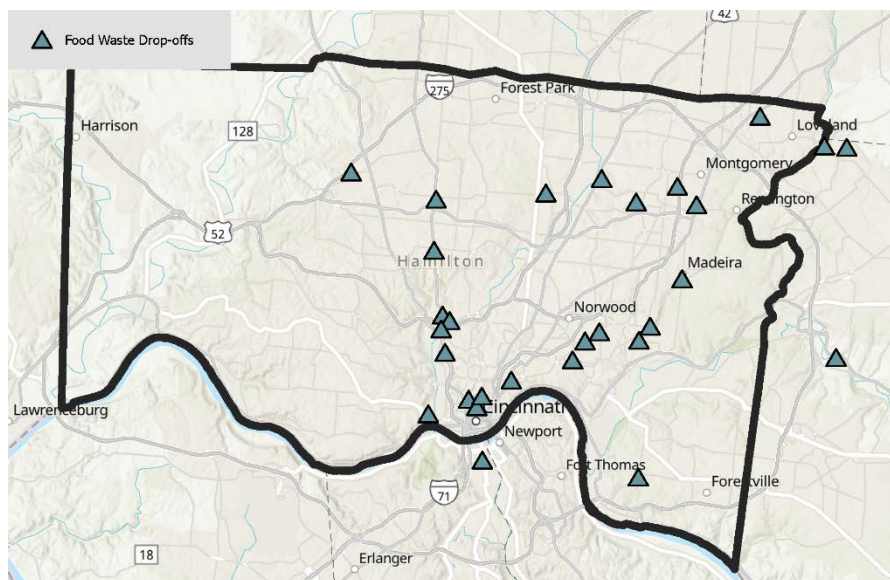 Food Waste Drop-offs
42
275
Forest Park
Harrison
128
Loveland
Montgomery
Remington
52
Hamilton
Madeira
Norwood
Lawrenceburg
Cincinnati
Newport
Fort Thomas
71
Forestville
18
Erlanger